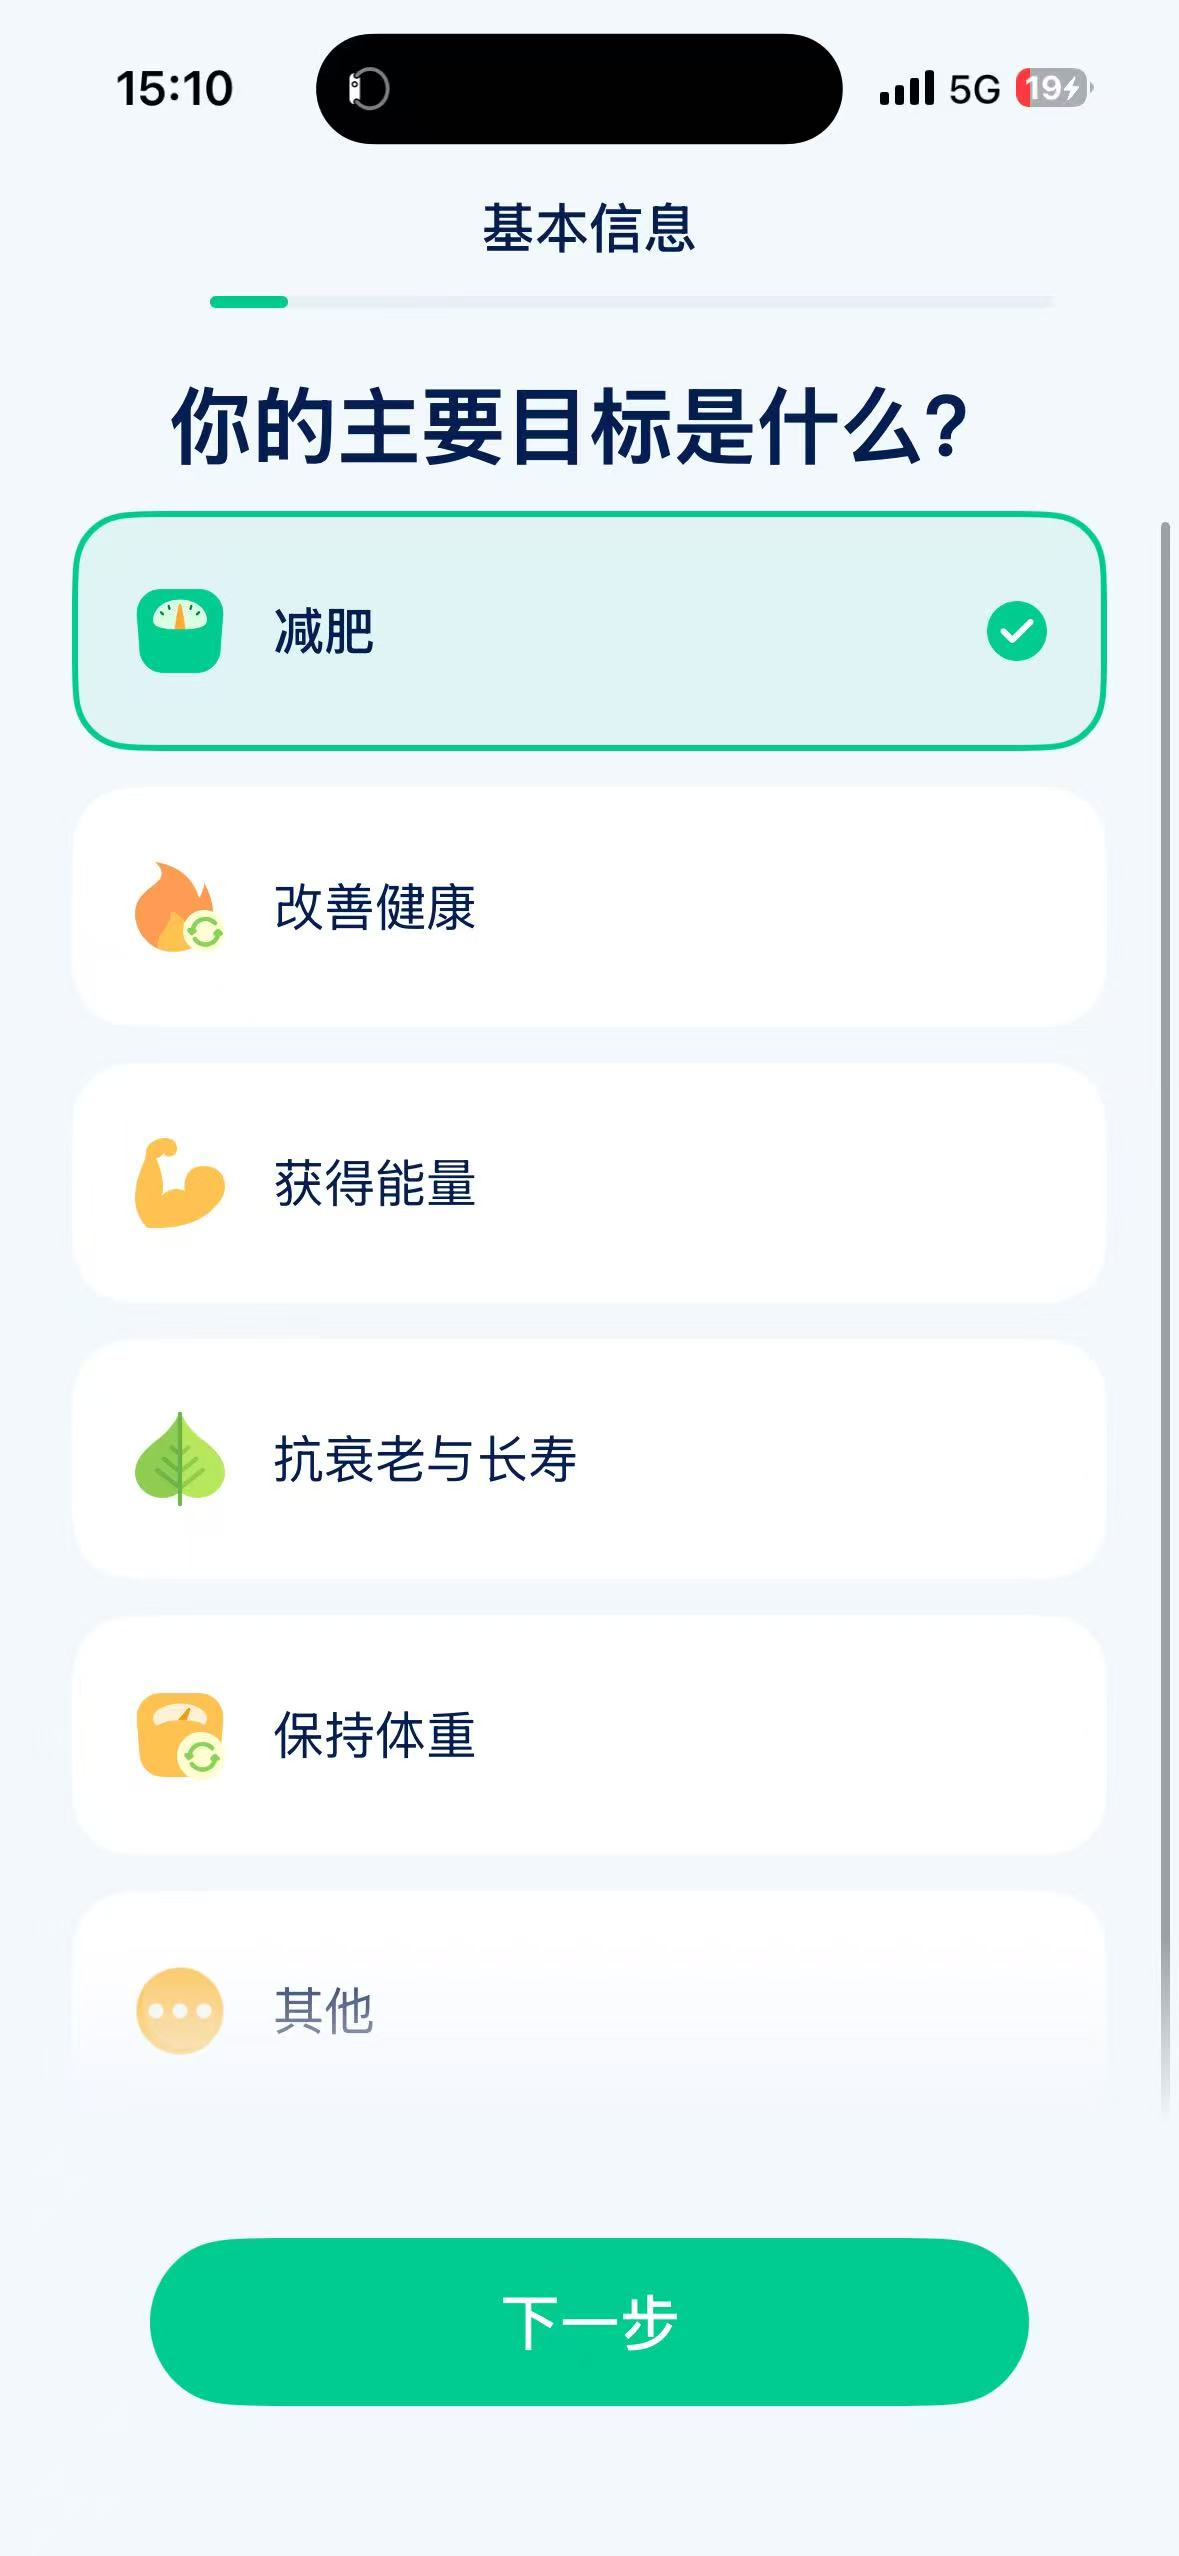 15:10
5G
19
基本信息
你的主要目标是什么?
减肥
改善健康
获得能量
抗衰老与长寿
保持体重
其他
下一步